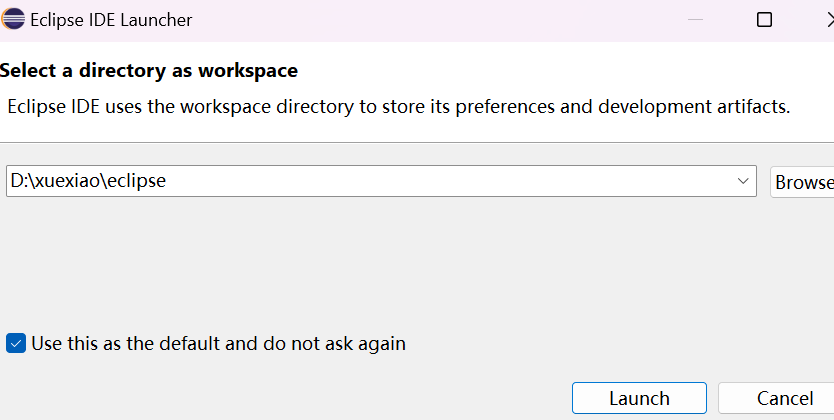 Eclipse IDE Launcher
Select a directory as workspace
Eclipse IDE uses the workspace directory to store its preferences and development artifacts.
D:\xuexiao\eclipse
Browse
Use this as the default and do not ask again
Launch
Cancel